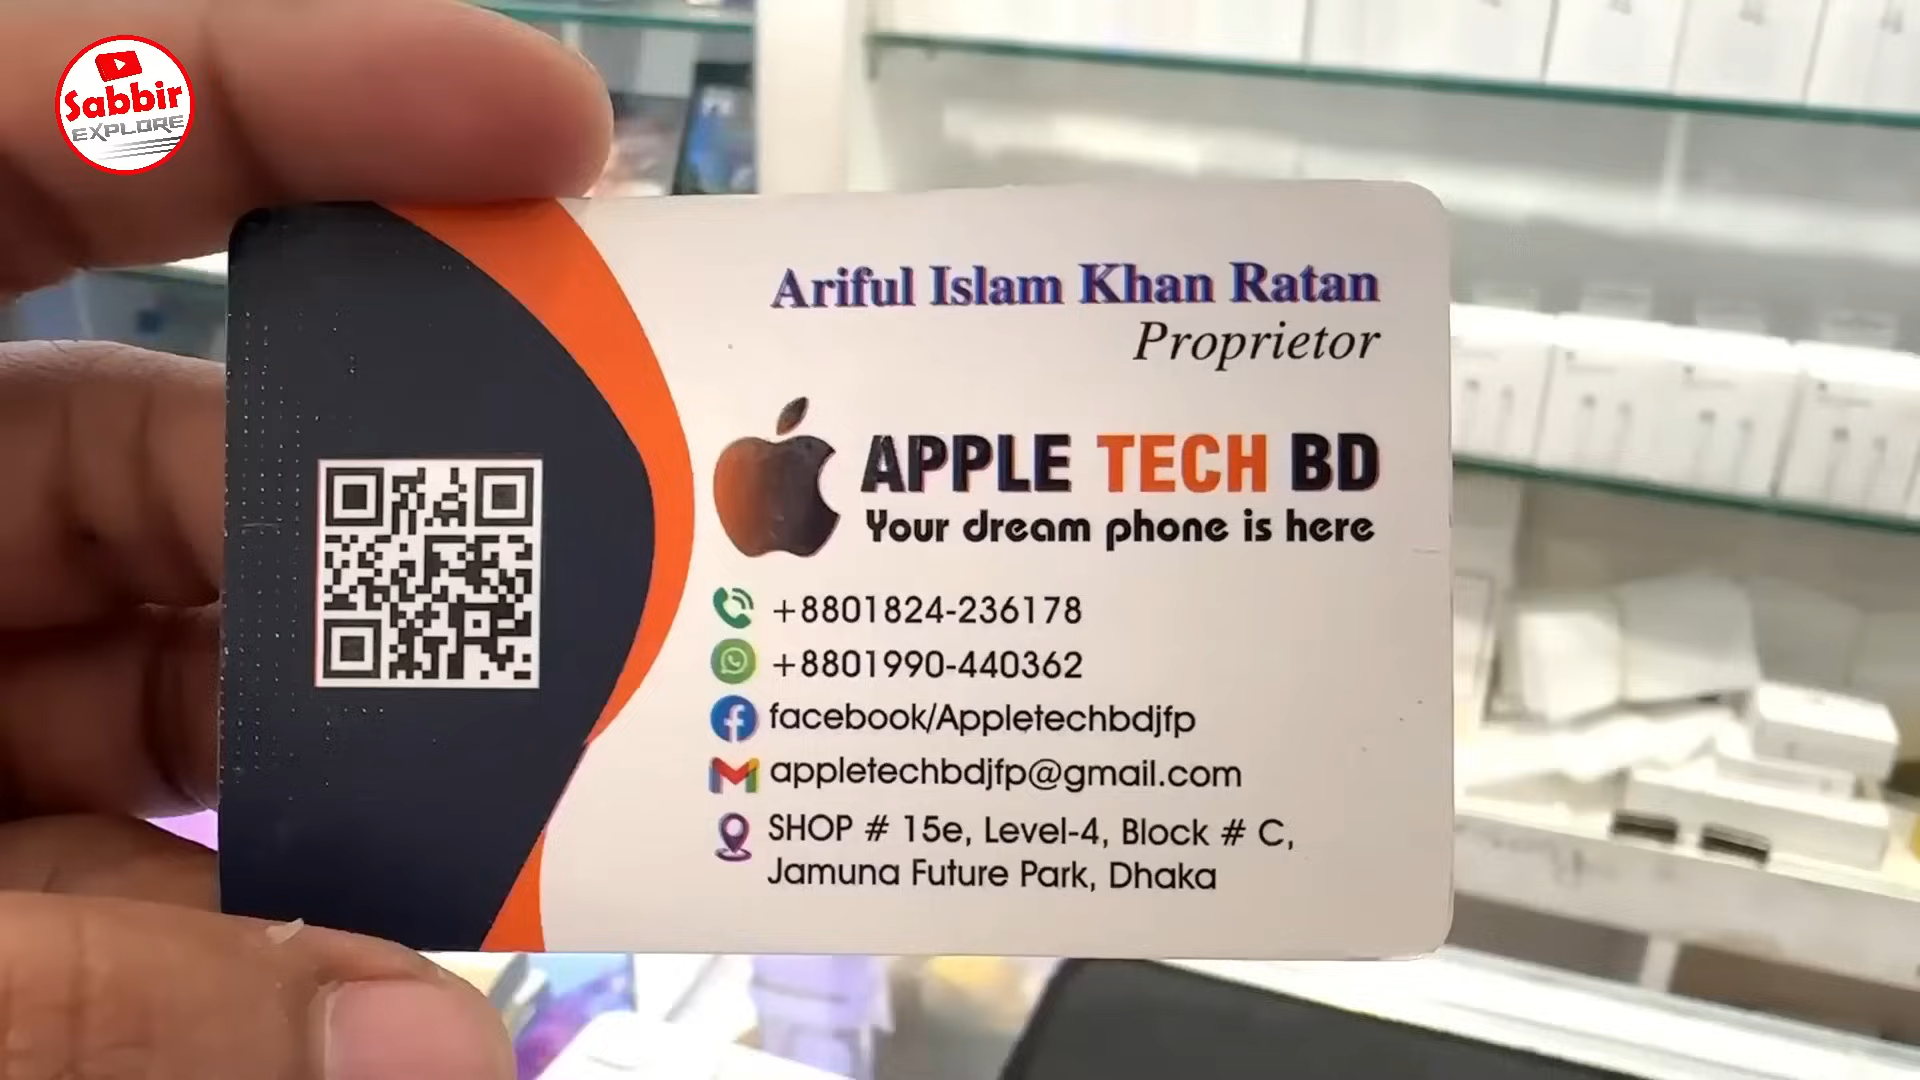 Sabbir
EXPLORE
Ariful Islam Khan Ratan
Proprietor
APPLE TECH BD
Your dream phone is here
+8801824-236178
+8801990-440362
facebook/Appletechbdjfp
appletechbdjfp@gmail.com
SHOP # 15e, Level-4, Block # C,
Jamuna Future Park, Dhaka